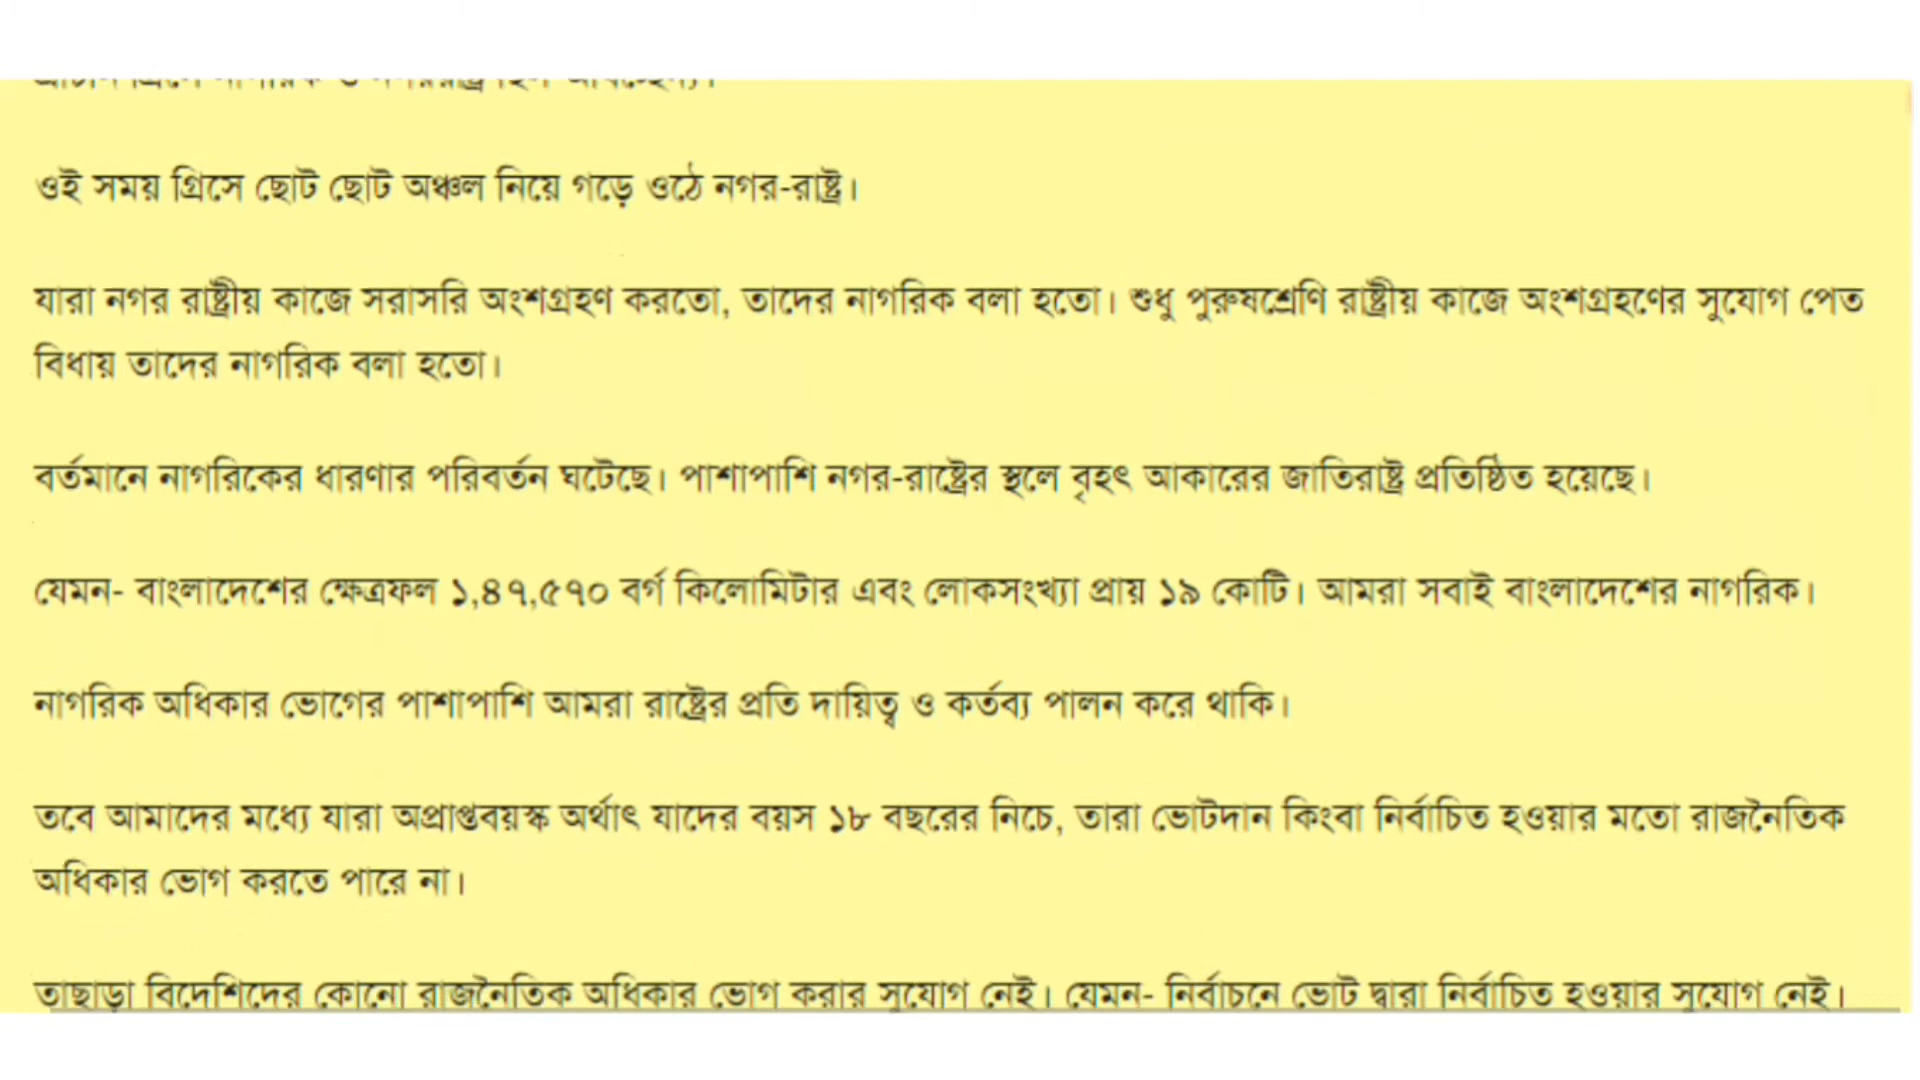 ওই সময় গ্রিসে ছোট ছোট অঞ্চল নিয়ে গড়ে ওঠে নগর-রাষ্ট্র।
যারা নগর রাষ্ট্রীয় কাজে সরাসরি অংশগ্রহণ করতো, তাদের নাগরিক বলা হতো। শুধু পুরুষশ্রেণি রাষ্ট্রীয় কাজে অংশগ্রহণের সুযোগ পেত
বিধায় তাদের নাগরিক বলা হতো।
বর্তমানে নাগরিকের ধারণার পরিবর্তন ঘটেছে। পাশাপাশি নগর-রাষ্ট্রের স্থলে বৃহৎ আকারের জাতিরাষ্ট্র প্রতিষ্ঠিত হয়েছে।
যেমন- বাংলাদেশের ক্ষেত্রফল ১,৪৭,৫৭০ বর্গ কিলোমিটার এবং লোকসংখ্যা প্রায় ১৯ কোটি। আমরা সবাই বাংলাদেশের নাগরিক।
নাগরিক অধিকার ভোগের পাশাপাশি আমরা রাষ্ট্রের প্রতি দায়িত্ব ও কর্তব্য পালন করে থাকি।
তবে আমাদের মধ্যে যারা অপ্রাপ্তবয়স্ক অর্থাৎ যাদের বয়স ১৮ বছরের নিচে, তারা ভোটদান কিংবা নির্বাচিত হওয়ার মতো রাজনৈতিক
অধিকার ভোগ করতে পারে না।
তাছাড়া বিদেশিদের কোনো রাজনৈতিক অধিকার ভোগ করার সুযোগ নেই। যেমন- নির্বাচনে ভোট দ্বারা নির্বাচিত হওয়ার সুযোগ নেই।